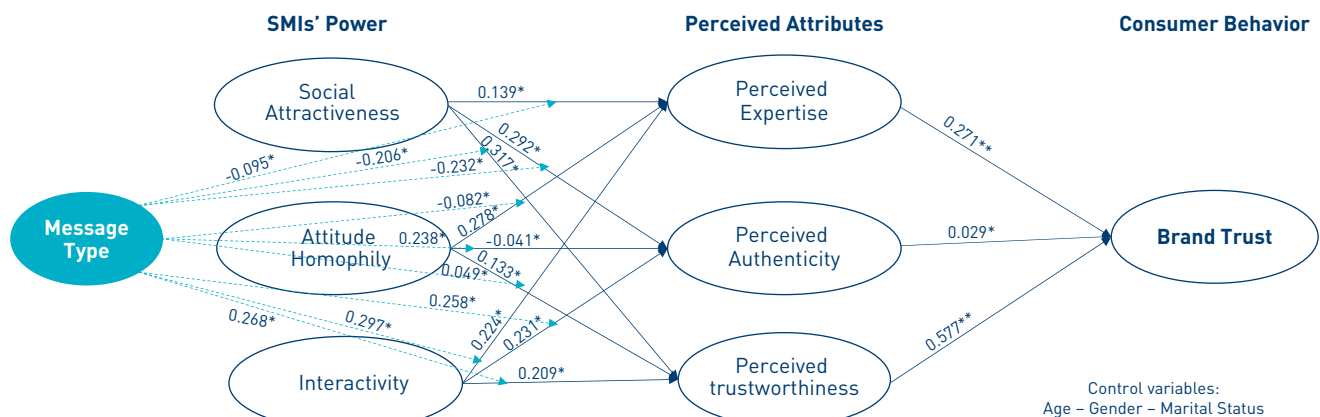 SMIs’ Power
Perceived Attributes
Consumer Behavior
Social
Attractiveness
Perceived
Expertise
0.139*
0.292*
0.317*
0.271**
-0.095*
-0.206*
-0.232*
Message
Type
-0.082*
0.278*
Attitude
Homophily
0.238*
-0.041*
0.133*
0.049*
Perceived
Authenticity
0.029*
Brand Trust
0.258*
0.268*
0.297*
0.224*
0.231*
0.577**
Interactivity
0.209*
Perceived
trustworthiness
Control variables:
Age – Gender – Marital Status